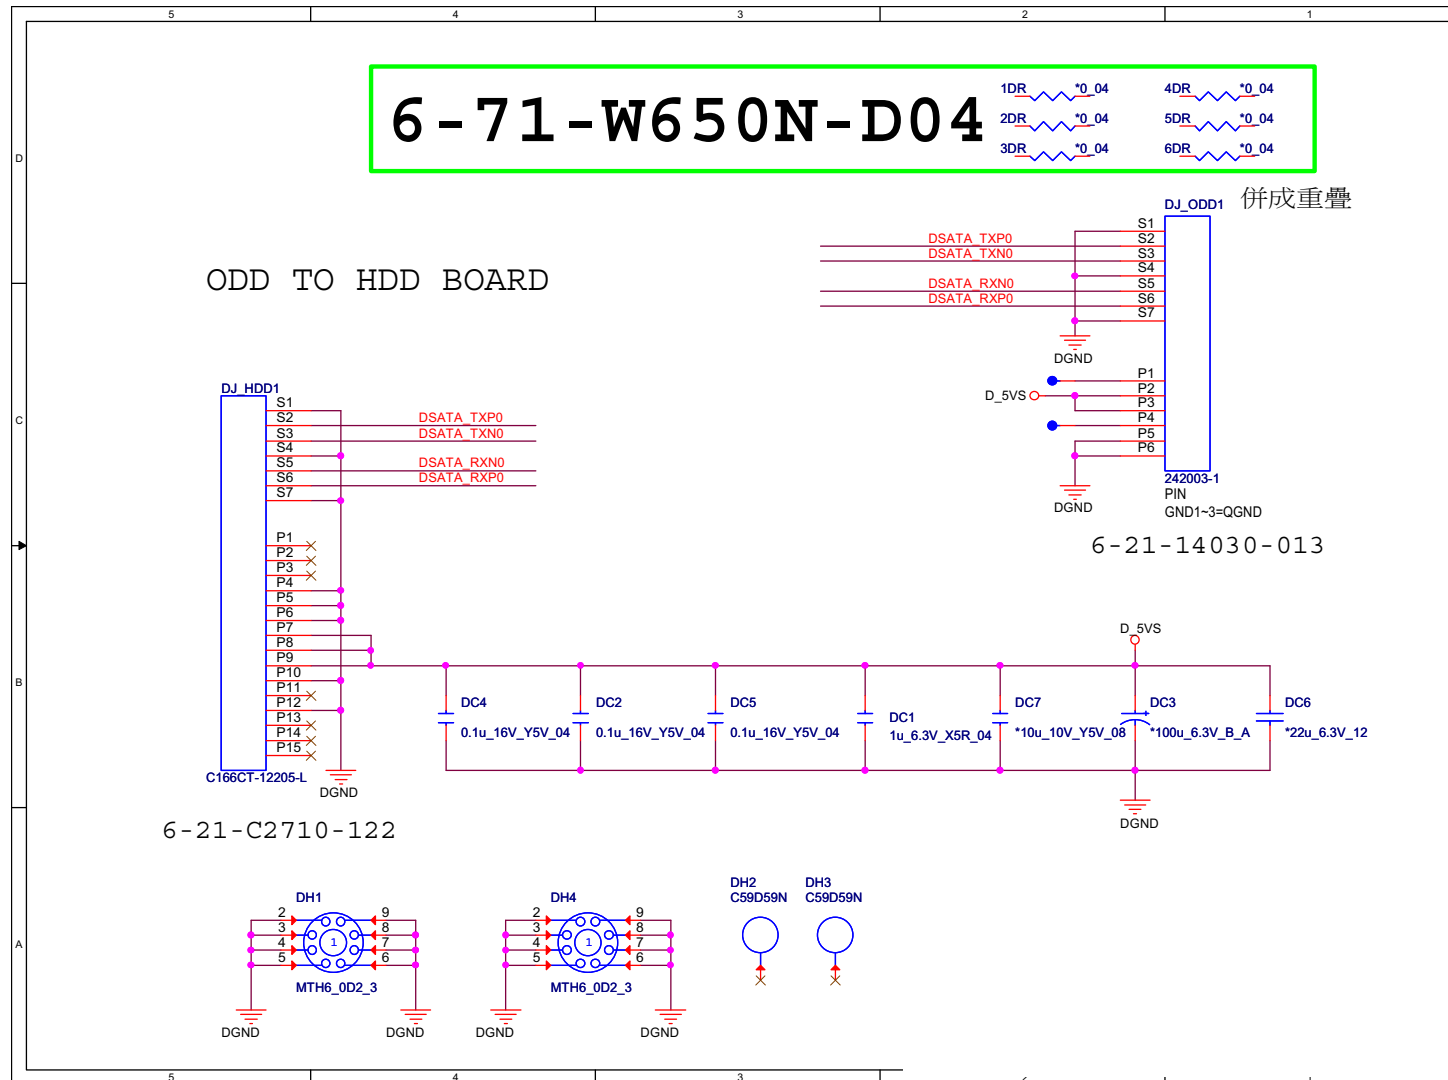 5 4 3 2 1
6-71-W650N-D04
1DR *0_04 4DR *0_04
2DR *0_04 5DR *0_04
3DR *0_04 6DR *0_04
D
DJ_ODD1 併成重疊
S1
DSATA_TXP0 S2
DSATA_TXN0 S3
S4
DSATA_RXN0 S5
DSATA_RXP0 S6
S7
DGND
ODD TO HDD BOARD
P1
D_5VS P2
P3
P4
P5
P6
242003-1
PIN
GND1~3=QGND
DGND
6-21-14030-013
C
DJ_HDD1
S1
S2 DSATA_TXP0
S3 DSATA_TXN0
S4
S5 DSATA_RXN0
S6 DSATA_RXP0
S7
P1
P2
P3
P4
P5
P6
P7
P8
P9
P10
P11
P12
P13
P14
P15
C166CT-12205-L
DGND
6-21-C2710-122
B
D_5VS
DC4
0.1u_16V_Y5V_04
DC2
0.1u_16V_Y5V_04
DC5
0.1u_16V_Y5V_04
DC1
1u_6.3V_X5R_04
DC7
*10u_10V_Y5V_08
DC3
+
*100u_6.3V_B_A
DC6
*22u_6.3V_12
DGND
A
DH1
2 9
3 8
4 1 7
5 6
MTH6_0D2_3
DGND DGND
DH4
2 9
3 8
4 1 7
5 6
MTH6_0D2_3
DGND DGND
DH2
C59D59N
DH3
C59D59N
5 4 3